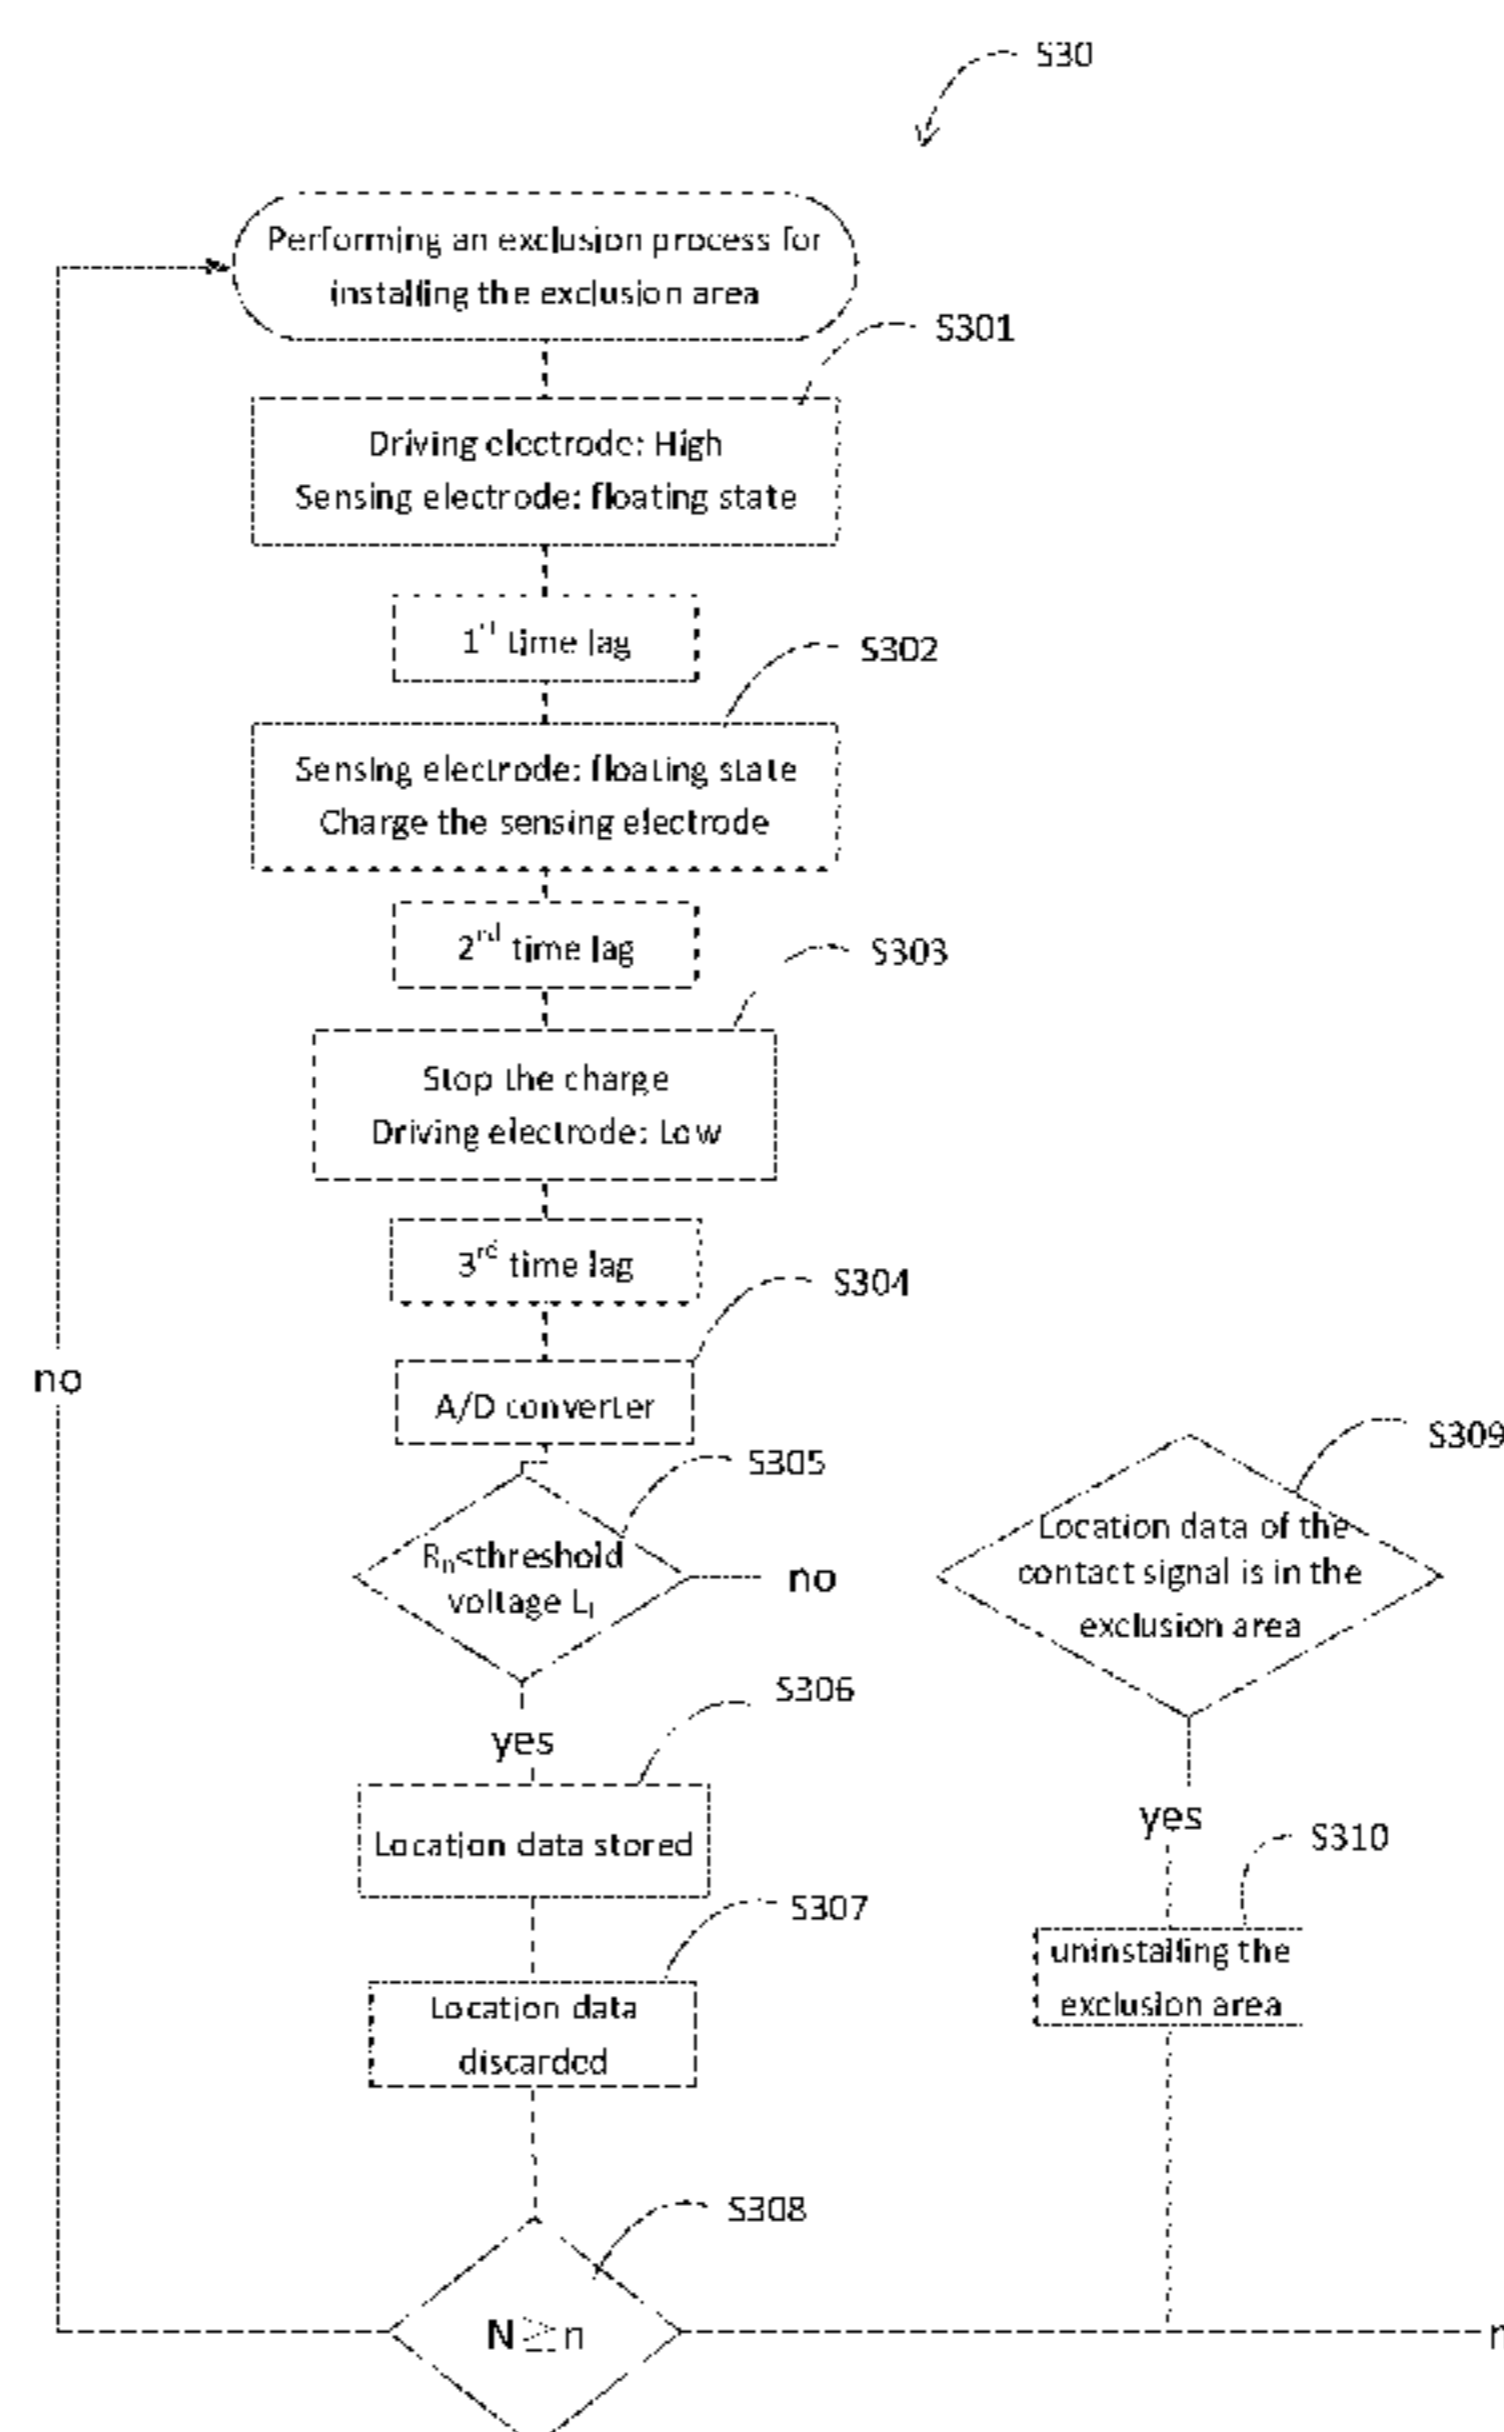 S30
Performing an exclusion process for
installing the exclusion area
S301
Driving electrode: High
Sensing electrode: floating state
time lag
S302
Sensing electrode: floating state
Charge the sensing electrode
2nd time lag
S303
Stop the charge
Driving electrode: Low
3rd time lag
S304
no
A/D converter
S305
Rn<threshold
voltage
no
S309
Location data of the
contact signal is in the
exclusion area
yes
S306
Location data stored
yes
S310
S307
Location data
discarded
uninstalling the
exclusion area
S308
N≥n